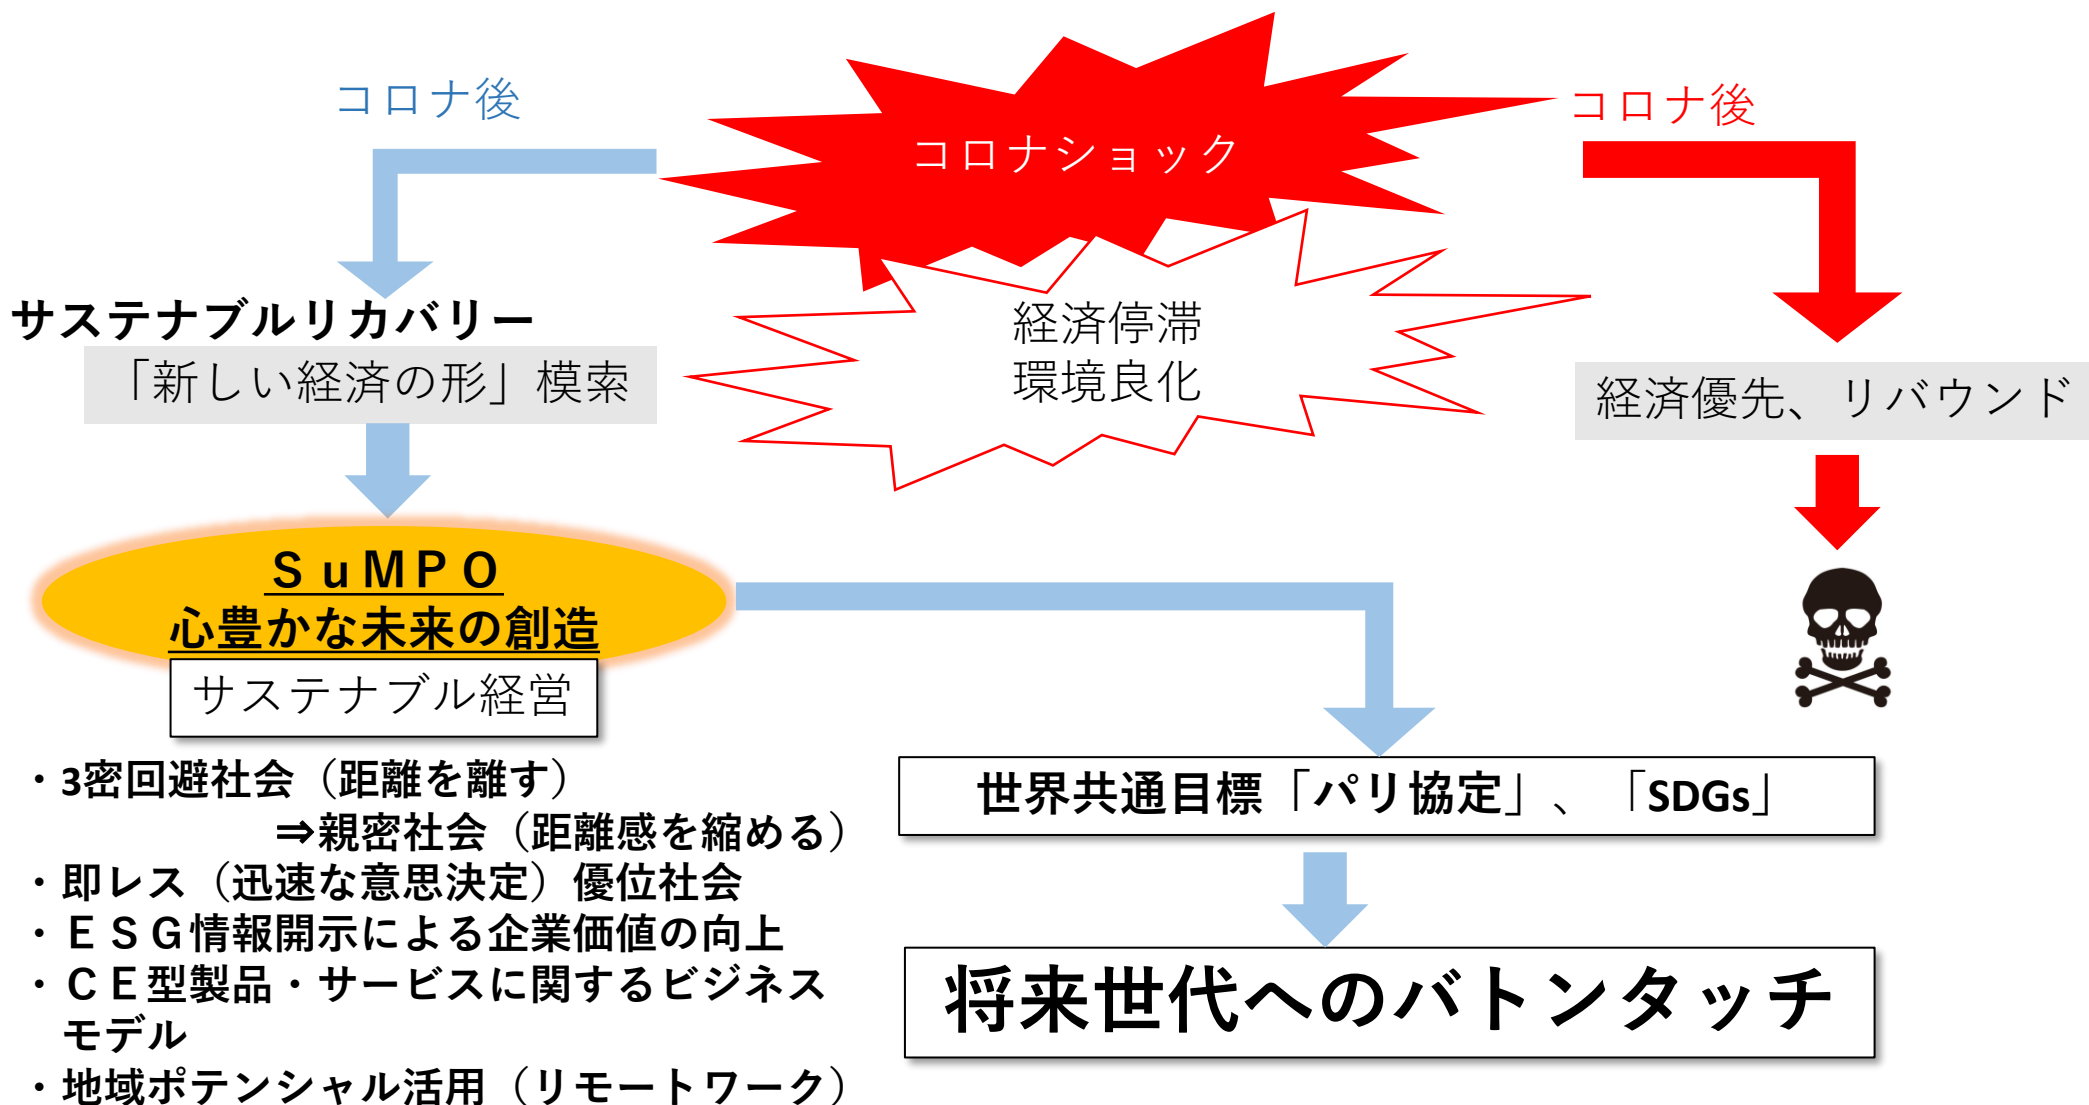 コロナ後
コロナショック
コロナ後
サステナブルリカバリー
「新しい経済の形」模索
経済停滞
環境良化
経済優先、リバウンド
ＳｕＭＰＯ
心豊かな未来の創造
サステナブル経営
・3密回避社会（距離を離す）
⇒親密社会（距離感を縮める）
・即レス（迅速な意思決定）優位社会
・ＥＳＧ情報開示による企業価値の向上
・ＣＥ型製品・サービスに関するビジネス
モデル
・地域ポテンシャル活用（リモートワーク）
世界共通目標「パリ協定」、「SDGs」
将来世代へのバトンタッチ